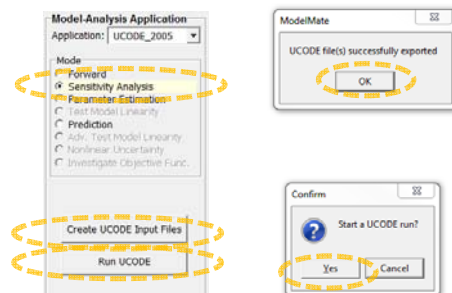 Model-Analysis Application
Application: UCODE_2005
Mode
Forward
Sensitivity Analysis
Parameter Estimation
Test Model Linearity
Prediction
Adv. Test Model Linearity
Nonlinear Uncertainty
Investigate Objective Func.
Create UCODE Input Files
Run UCODE
ModelMate
UCODE file(s) successfully exported
OK
Confirm
Start a UCODE run?
Yes
Cancel